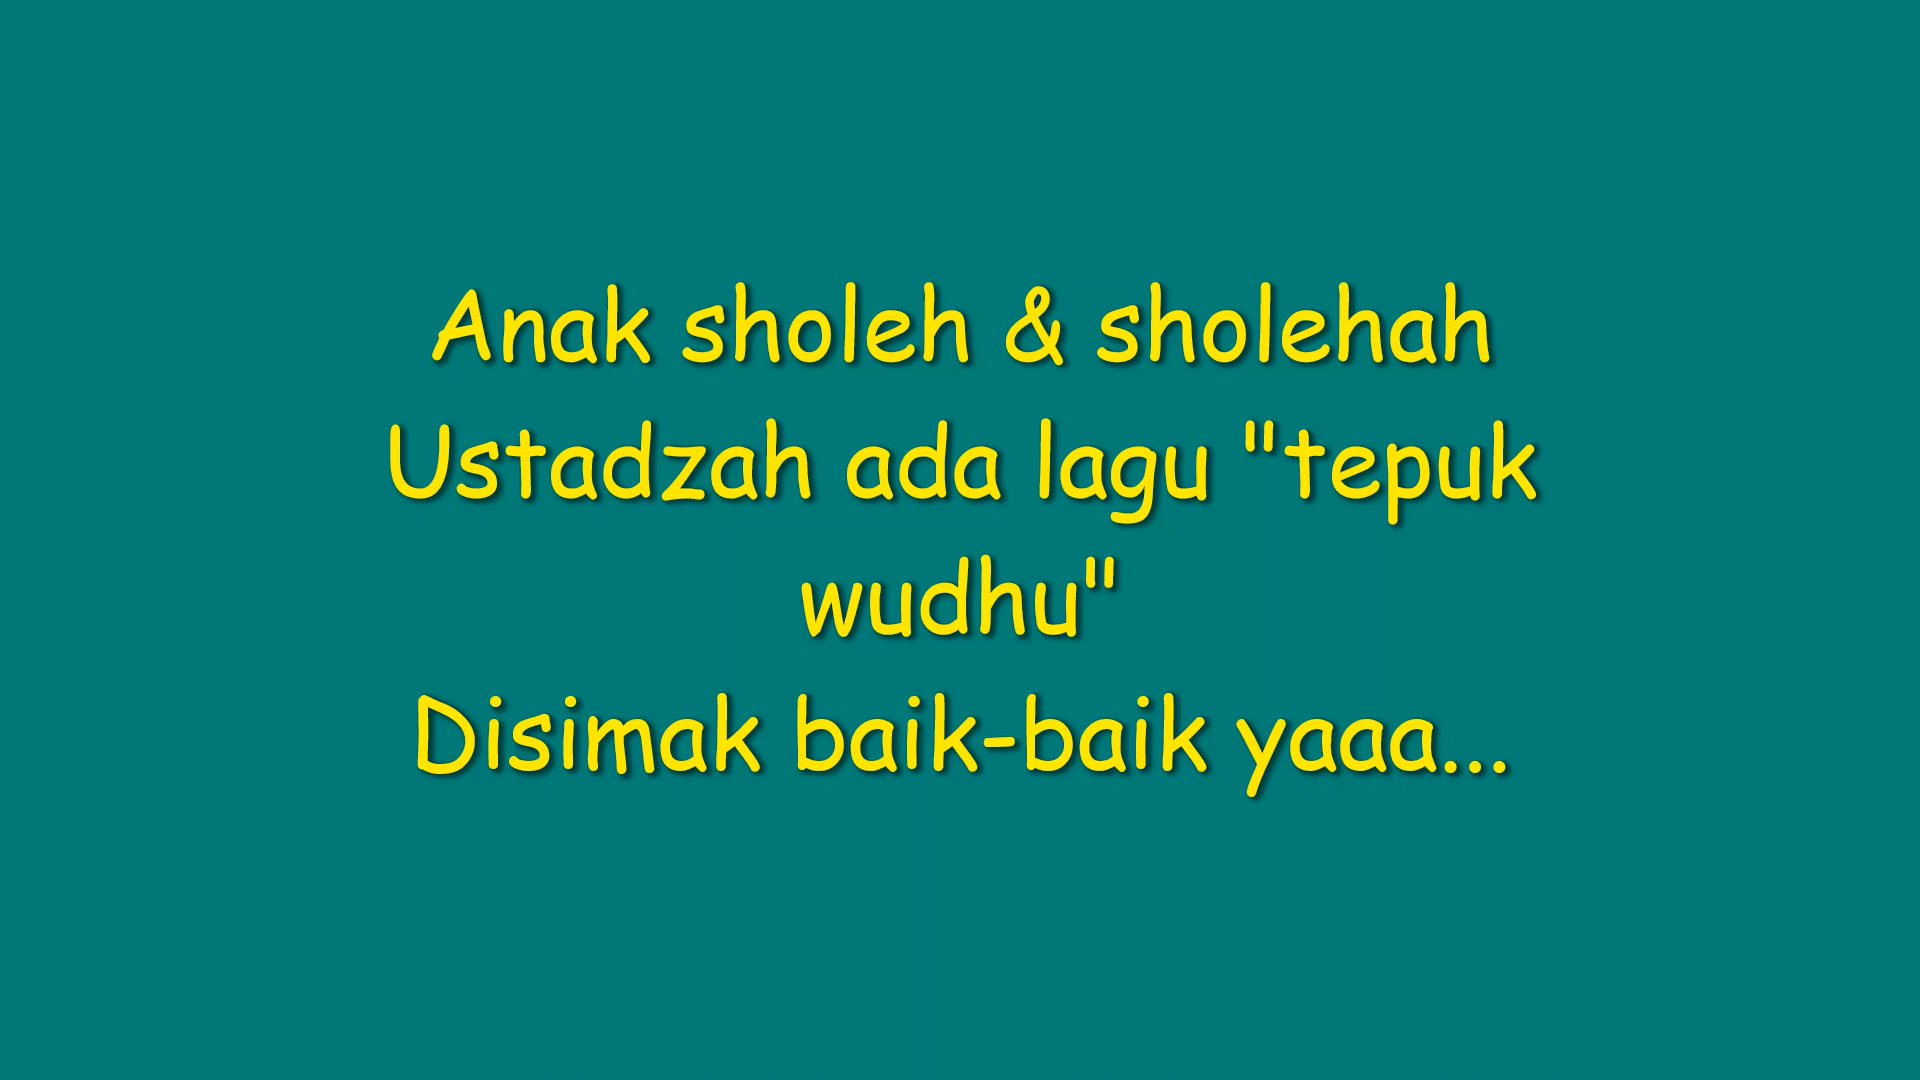 Anak sholeh & sholehah
Ustadzah ada lagu "tepuk
wudhu"
Disimak baik-baik yaaa...